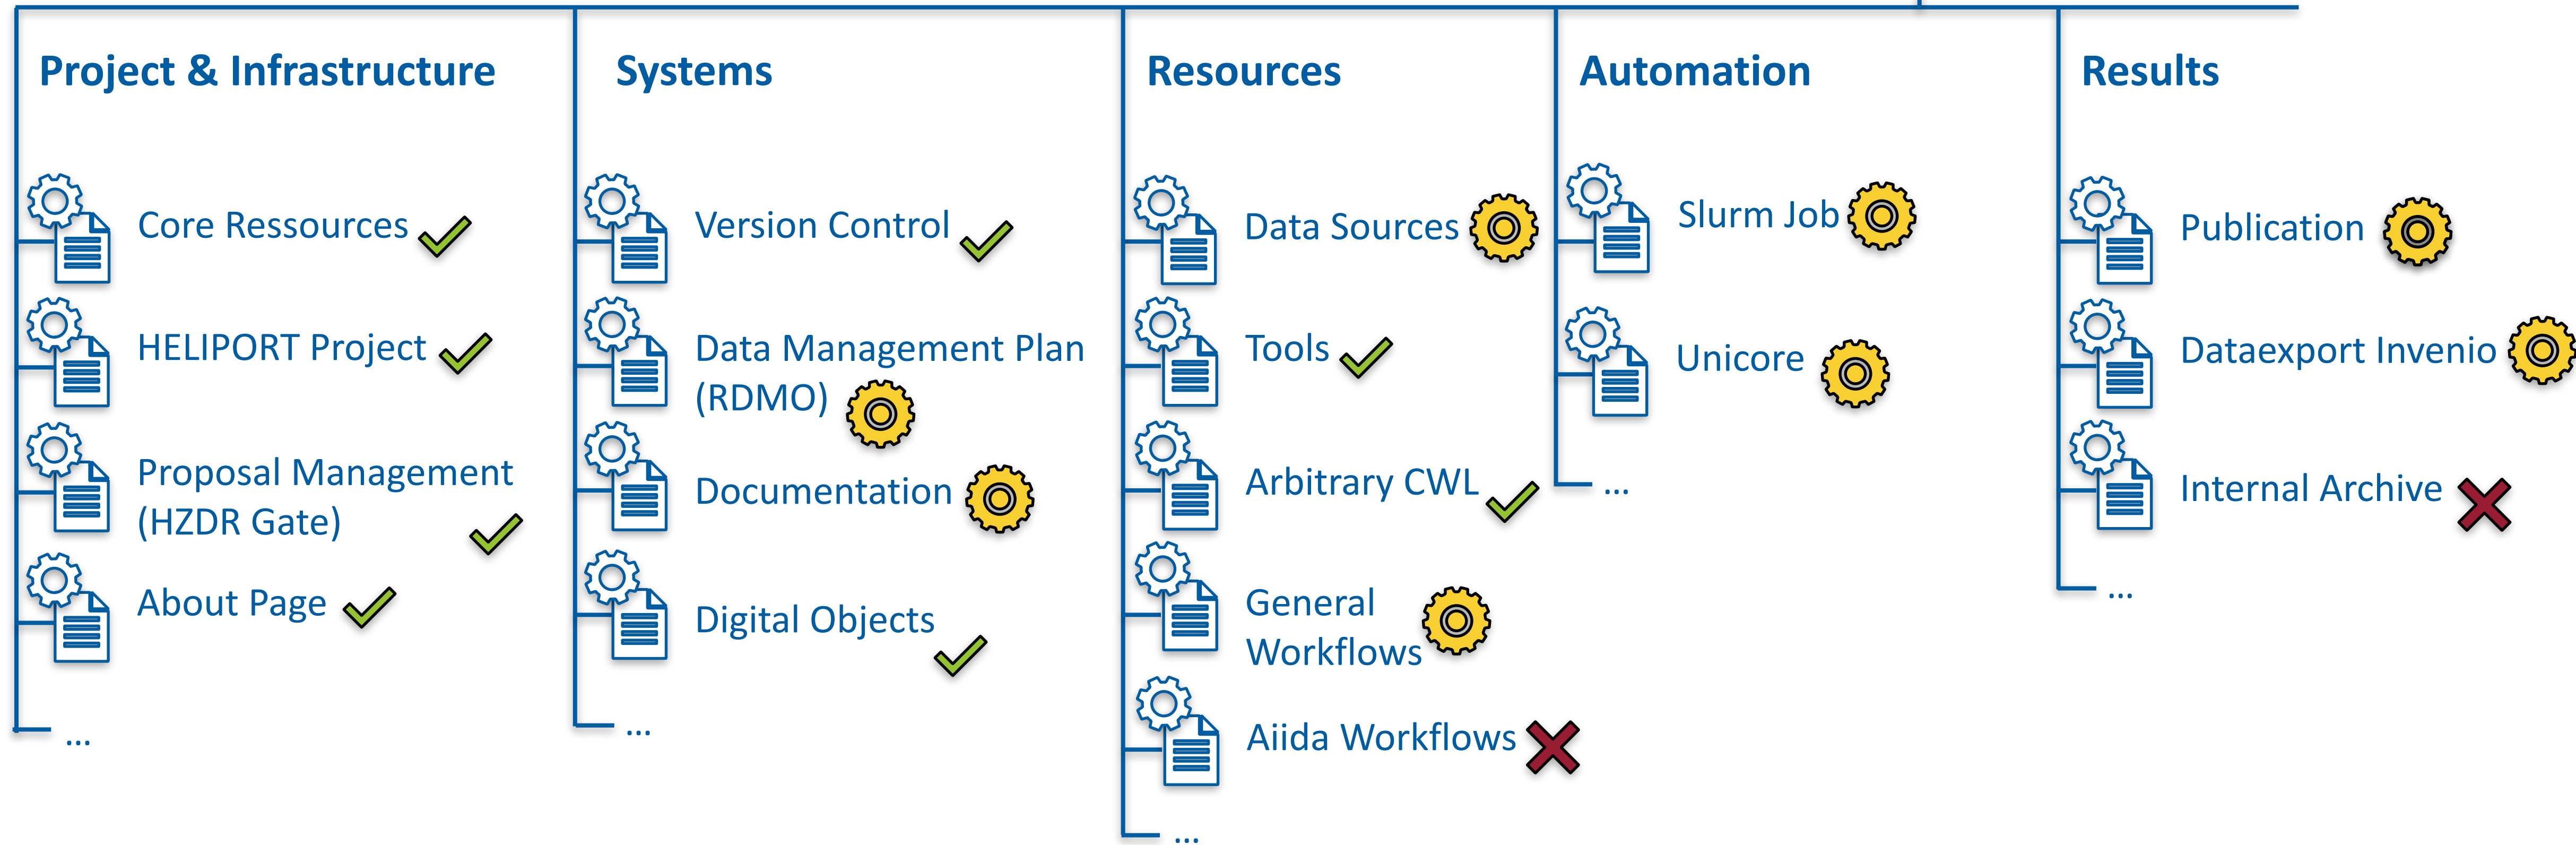 Project & Infrastructure
Core Ressources
HELIPORT Project
Proposal Management
(HZDR Gate)
About Page
...
Systems
Version Control
Data Management Plan
(RDMO)
Documentation
Digital Objects
...
Resources
Data Sources
Tools
Arbitrary CWL
General
Workflows
Aiida Workflows
...
Automation
Slurm Job
Unicore
...
Results
Publication
Dataexport Invenio
Internal Archive
...